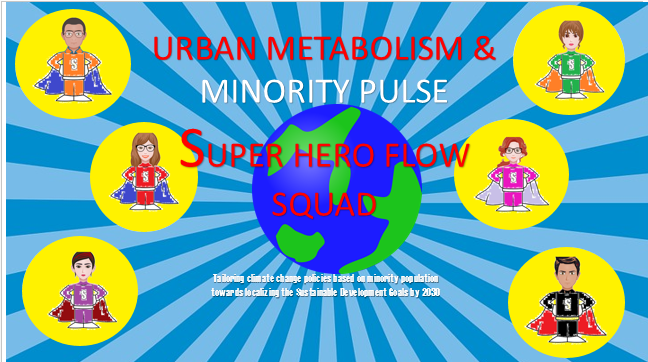 URBAN METABOLISM &
MINORITY PULSE
SUPER HERO FLOW
SQUAD
Tailoring climate change policies based on minority population
towards localizing the Sustainable Development Goals by 2030